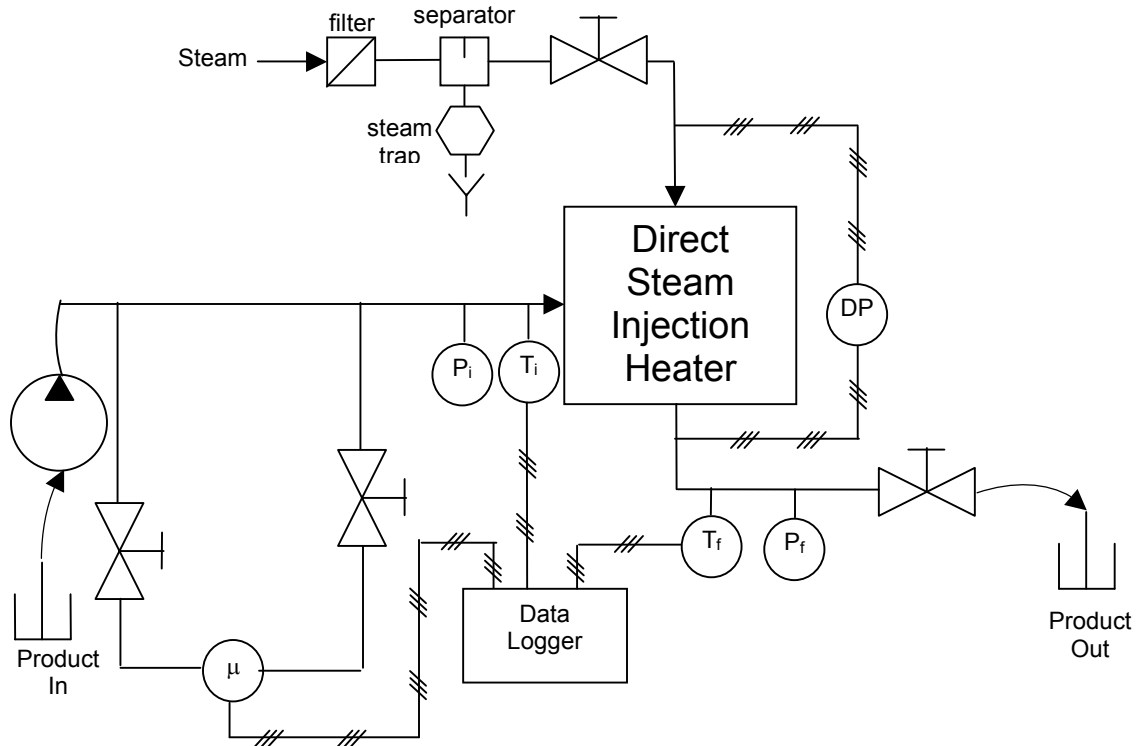 separator
filter
Steam
steam
trap
Direct
Steam
Injection
Heater
DP
Pi
Ti
Tf
Pf
Data
Logger
μ
Product
In
Product
Out